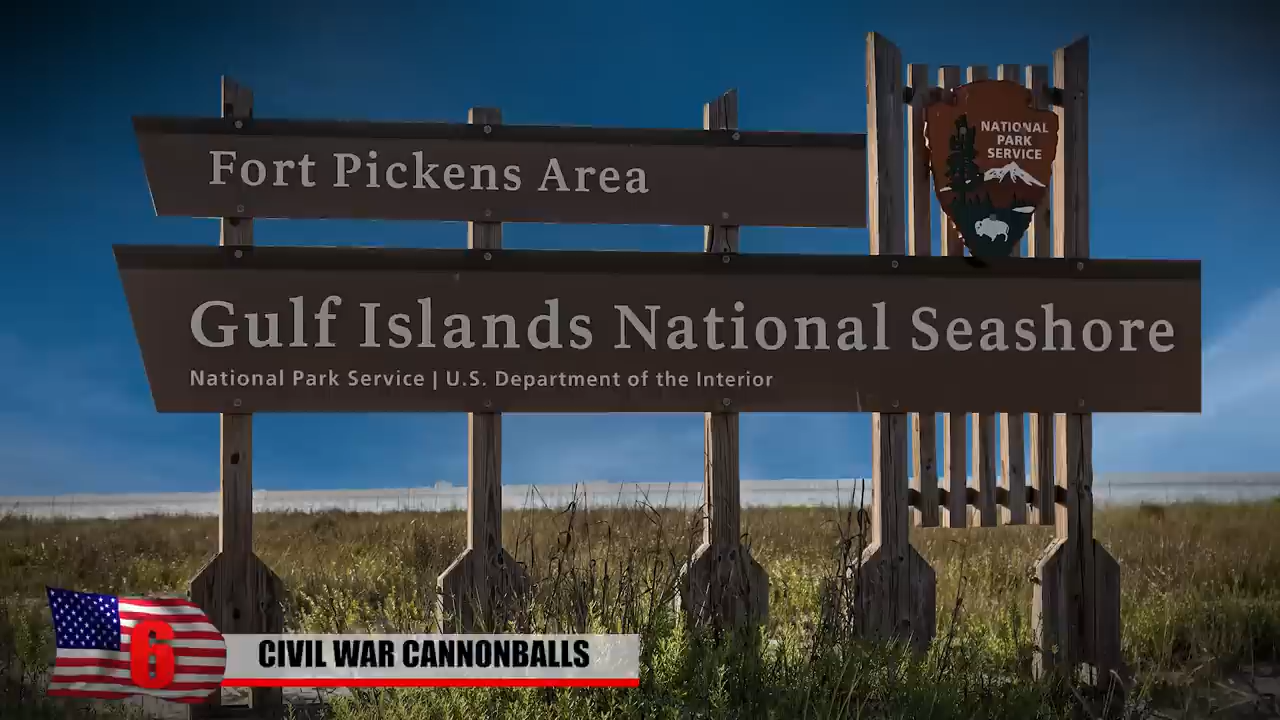 Fort Pickens Area
NATIONAL
PARK
SERVICE
Gulf Islands National Seashore
National Park Service | U.S. Department of the Interior
6
CIVIL WAR CANNONBALLS